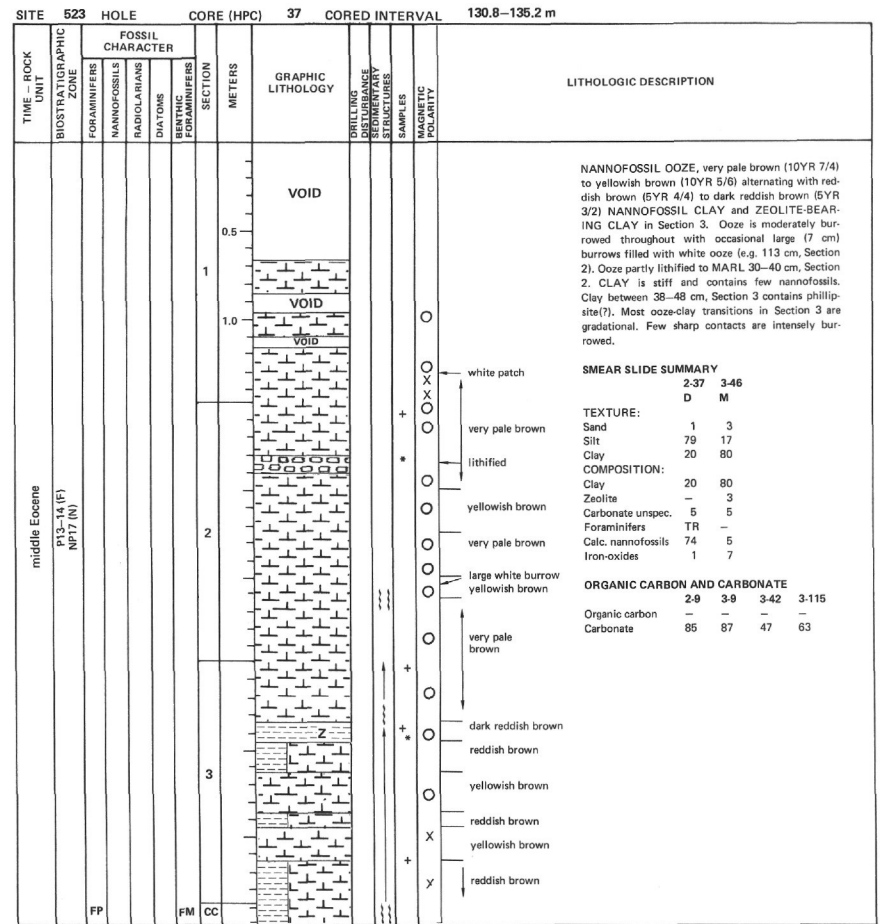 SITE 523 HOLE CORE (HPC) 37 CORED INTERVAL 130.8–135.2 m
TIME – ROCK UNIT
BIOSTRATIGRAPHIC ZONE
FOSSIL CHARACTER
FORAMINIFERS
NANNOFOSSILS
RADIOLARIANS
DIATOMS
BENTHIC FORAMINIFERS
SECTION
METERS
GRAPHIC LITHOLOGY
DRILLING DISTURBANCE
SEDIMENTARY STRUCTURES
SAMPLES
MAGNETIC POLARITY
LITHOLOGIC DESCRIPTION
middle Eocene
P13–14 (F)
NP17 (N)
FP
FM
1
2
3
CC
0.5
1.0
VOID
VOID
VOID
Z
white patch
very pale brown
lithified
yellowish brown
very pale brown
large white burrow
yellowish brown
very pale
brown
dark reddish brown
reddish brown
yellowish brown
reddish brown
yellowish brown
reddish brown
NANNOFOSSIL OOZE, very pale brown (10YR 7/4)
to yellowish brown (10YR 5/6) alternating with red-
dish brown (5YR 4/4) to dark reddish brown (5YR
3/2) NANNOFOSSIL CLAY and ZEOLITE-BEAR-
ING CLAY in Section 3. Ooze is moderately bur-
rowed throughout with occasional large (7 cm)
burrows filled with white ooze (e.g. 113 cm, Section
2). Ooze partly lithified to MARL 30–40 cm, Section
2. CLAY is stiff and contains few nannofossils.
Clay between 38–48 cm, Section 3 contains phillip-
site(?). Most ooze-clay transitions in Section 3 are
gradational. Few sharp contacts are intensely bur-
rowed.
SMEAR SLIDE SUMMARY
2-37 3-46
D M
TEXTURE:
Sand 1 3
Silt 79 17
Clay 20 80
COMPOSITION:
Clay 20 80
Zeolite – 3
Carbonate unspec. 5 5
Foraminifers TR –
Calc. nannofossils 74 5
Iron-oxides 1 7
ORGANIC CARBON AND CARBONATE
2-9 3-9 3-42 3-115
Organic carbon – – – –
Carbonate 85 87 47 63